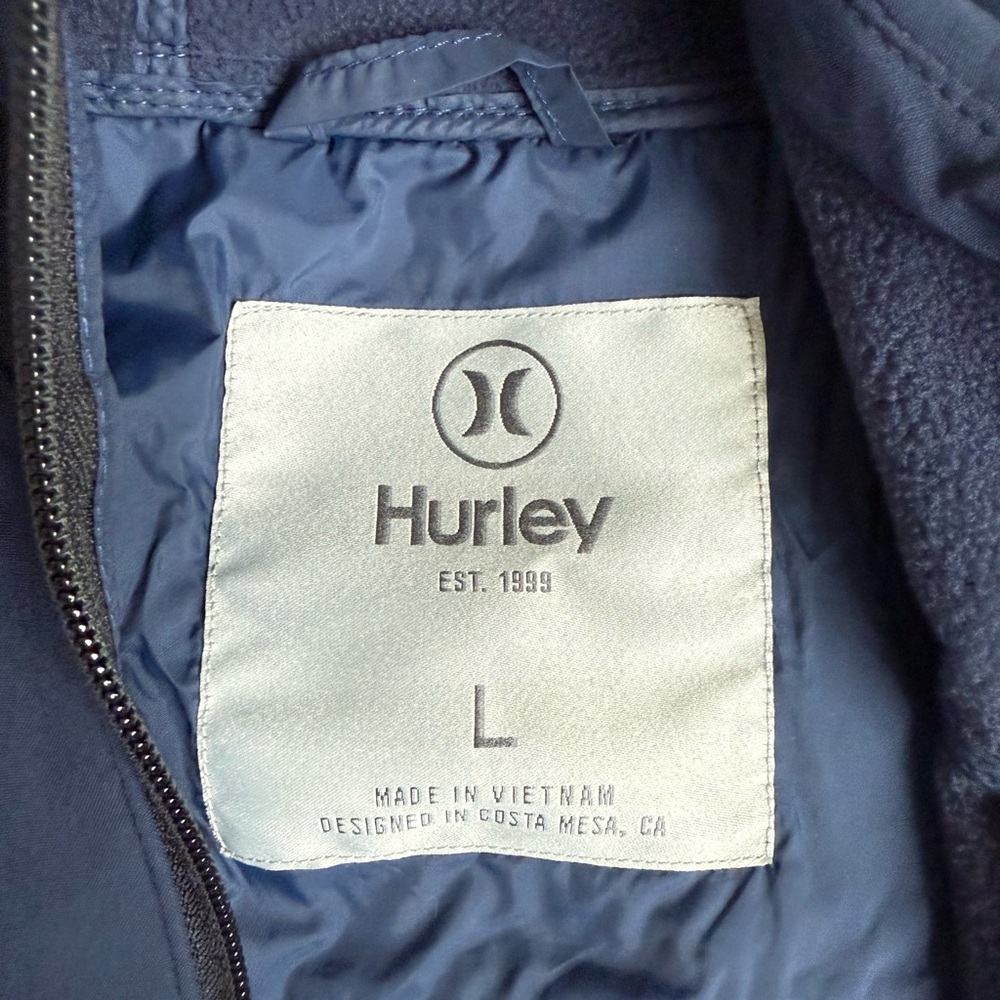 Hurley
EST. 1999
L
MADE IN VIETNAM
DESIGNED IN COSTA MESA, CA